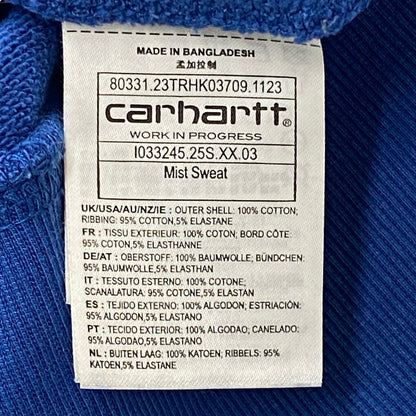 MADE IN BANGLADESH
孟加拉制
80331.23TRHK03709.1123
carhartt®
WORK IN PROGRESS
I033245.25S.XX.03
Mist Sweat
UK/USA/AU/NZ/IE : OUTER SHELL: 100% COTTON;
RIBBING: 95% COTTON,5% ELASTANE
FR : TISSU EXTERIEUR: 100% COTON; BORD CÔTE:
95% COTON,5% ELASTHANNE
DE/AT : OBERSTOFF: 100% BAUMWOLLE; BÜNDCHEN:
95% BAUMWOLLE,5% ELASTHAN
IT : TESSUTO ESTERNO: 100% COTONE;
SCANALATURA: 95% COTONE,5% ELASTAN
ES : TEJIDO EXTERNO: 100% ALGODON; ESTRIACIÓN:
95% ALGODON,5% ELASTANO
PT : TECIDO EXTERIOR: 100% ALGODAO; CANELADO:
95% ALGODAO,5% ELASTANO
NL : BUITEN LAAG: 100% KATOEN; RIBBELS: 95%
KATOEN,5% ELASTAAN